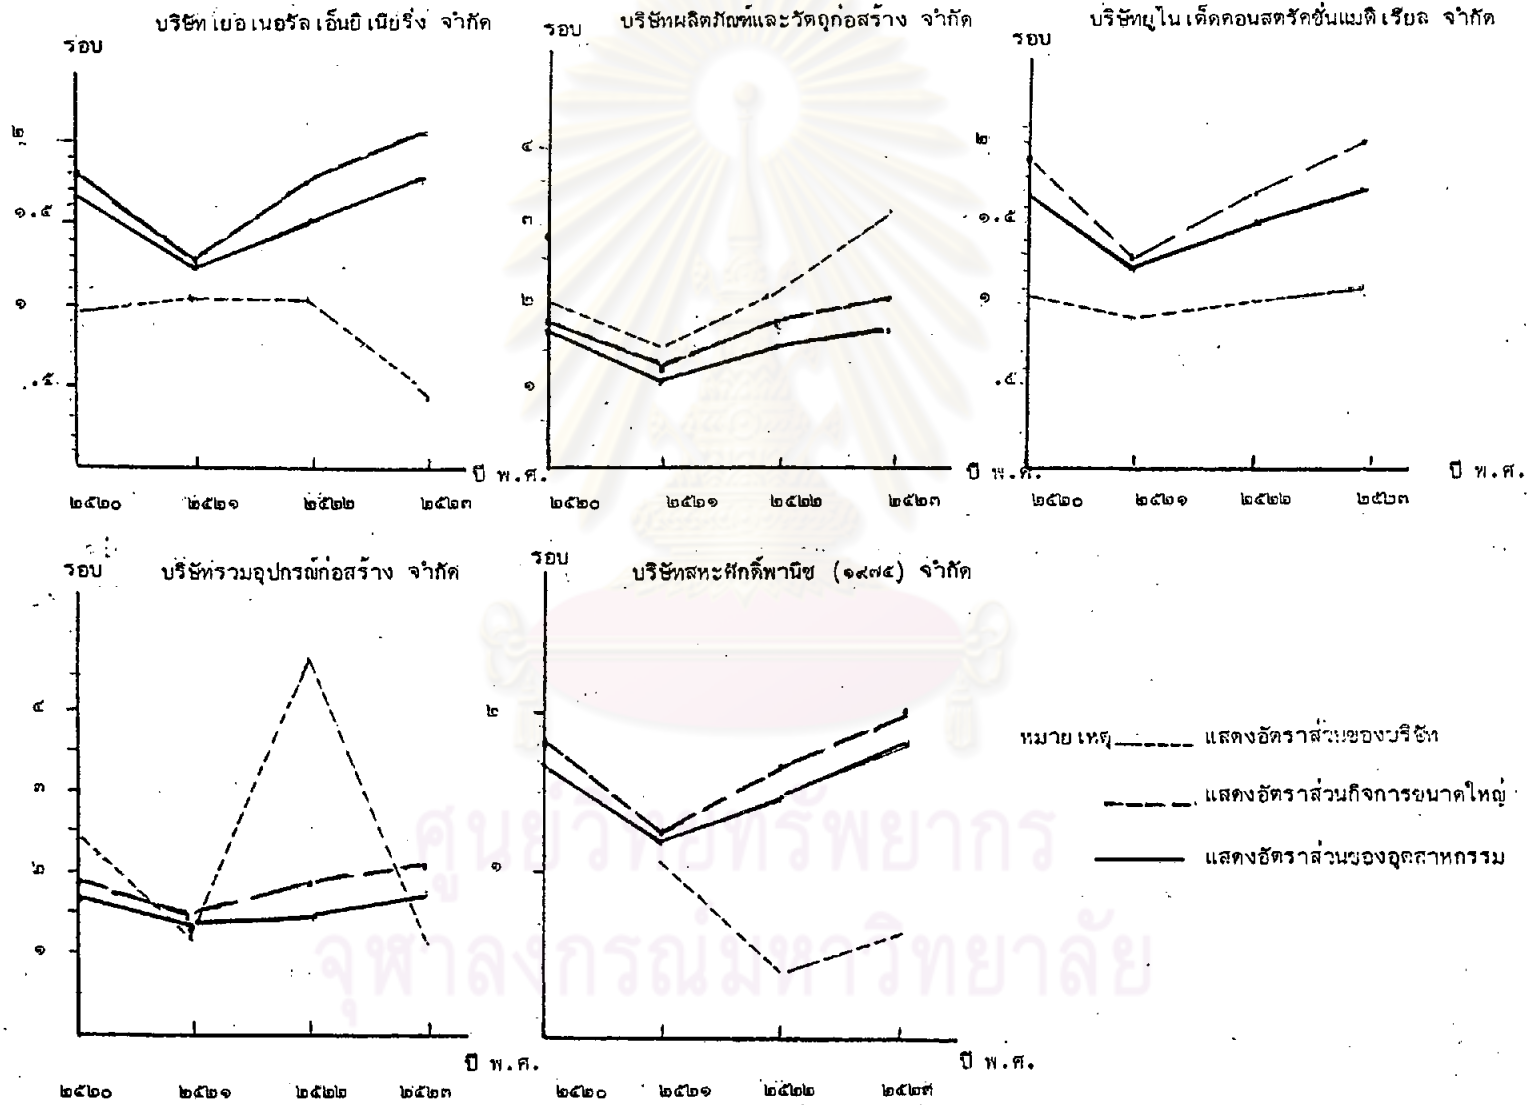 บริษัท เยอ เนอรัล เอ็นยิ เนียริ่ง จำกัด
รอบ
๒
๑.๕
๑
.๕
ปี พ.ศ.
๒๕๒๐ ๒๕๒๑ ๒๕๒๒ ๒๕๒๓
บริษัทผลิตภัณฑ์และวัตถุก่อสร้าง จำกัด
รอบ
๔
๓
๒
๑
ปี พ.ศ.
๒๕๒๐ ๒๕๒๑ ๒๕๒๒ ๒๕๒๓
บริษัทยูไน เต็ดคอนสตรัคชั่นแมติ เรียล จำกัด
รอบ
๒
๑.๕
๑
.๕
ปี พ.ศ.
๒๕๒๐ ๒๕๒๑ ๒๕๒๒ ๒๕๒๓
บริษัทรวมอุปกรณ์ก่อสร้าง จำกัด
รอบ
๔
๓
๒
๑
ปี พ.ศ.
๒๕๒๐ ๒๕๒๑ ๒๕๒๒ ๒๕๒๓
บริษัทสหะศักดิ์พานิช (๑๙๗๕) จำกัด
รอบ
๒
๑
ปี พ.ศ.
๒๕๒๐ ๒๕๒๑ ๒๕๒๒ ๒๕๒๓
หมาย เหตุ แสดงอัตราส่วนของบริษัท
แสดงอัตราส่วนกิจการขนาดใหญ่
แสดงอัตราส่วนของอุตสาหกรรม
ศูนย์วิทยทรัพยากร
จุฬาลงกรณ์มหาวิทยาลัย